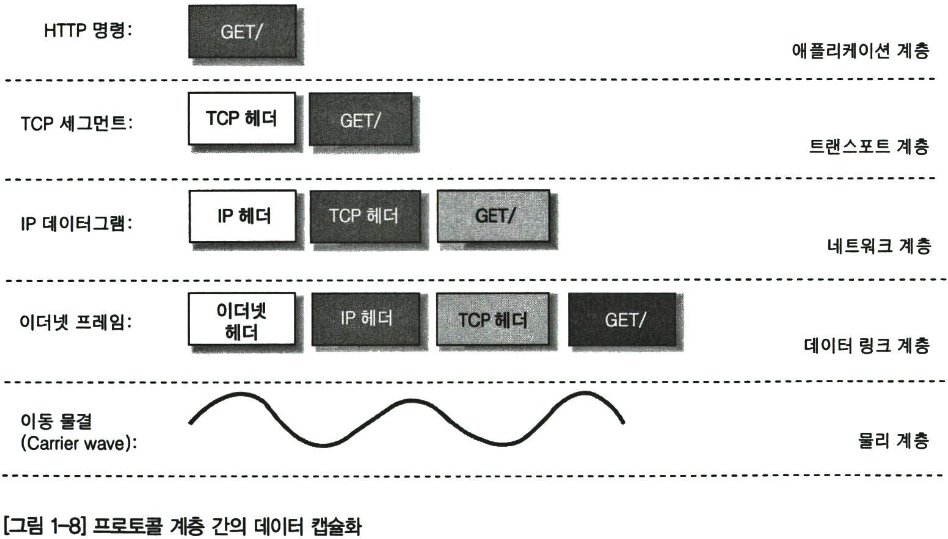 HTTP 명령:
GET/
애플리케이션 계층
TCP 세그먼트:
TCP 헤더
GET/
트랜스포트 계층
IP 데이터그램:
IP 헤더
TCP 헤더
GET/
네트워크 계층
이더넷 프레임:
이더넷
헤더
IP 헤더
TCP 헤더
GET/
데이터 링크 계층
이동 물결
(Carrier wave):
물리 계층
[그림 1-8] 프로토콜 계층 간의 데이터 캡슐화